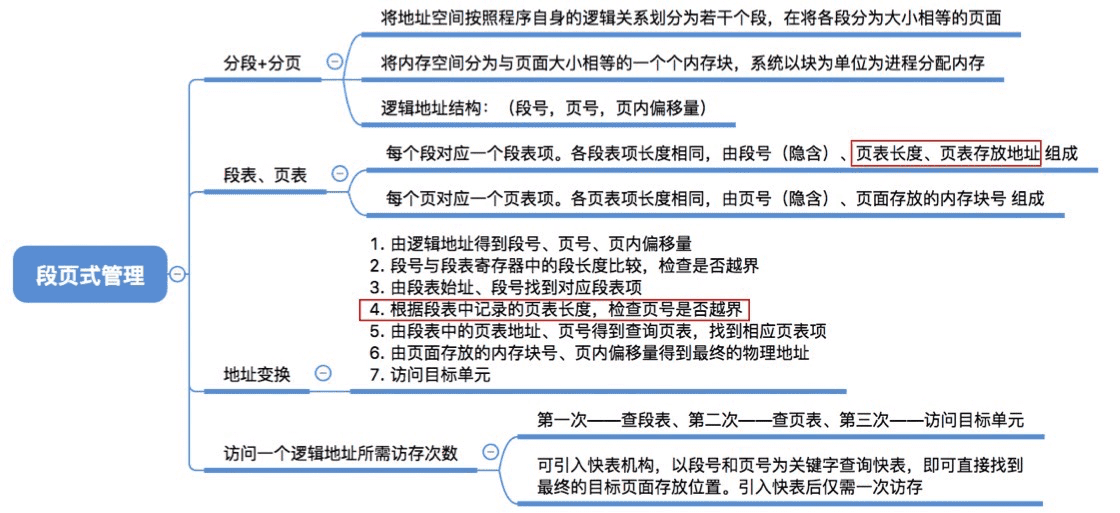 将地址空间按照程序自身的逻辑关系划分为若干个段，在将各段分为大小相等的页面
分段+分页
将内存空间分为与页面大小相等的一个个内存块，系统以块为单位为进程分配内存
逻辑地址结构：（段号，页号，页内偏移量）
每个段对应一个段表项。各段表项长度相同，由段号（隐含）、页表长度、页表存放地址 组成
段表、页表
每个页对应一个页表项。各页表项长度相同，由页号（隐含）、页面存放的内存块号 组成
段页式管理
1. 由逻辑地址得到段号、页号、页内偏移量
2. 段号与段表寄存器中的段长度比较，检查是否越界
3. 由段表始址、段号找到对应段表项
4. 根据段表中记录的页表长度，检查页号是否越界
5. 由段表中的页表地址、页号得到查询页表，找到相应页表项
6. 由页面存放的内存块号、页内偏移量得到最终的物理地址
7. 访问目标单元
地址变换
第一次——查段表、第二次——查页表、第三次——访问目标单元
访问一个逻辑地址所需访存次数
可引入快表机构，以段号和页号为关键字查询快表，即可直接找到
最终的目标页面存放位置。引入快表后仅需一次访存